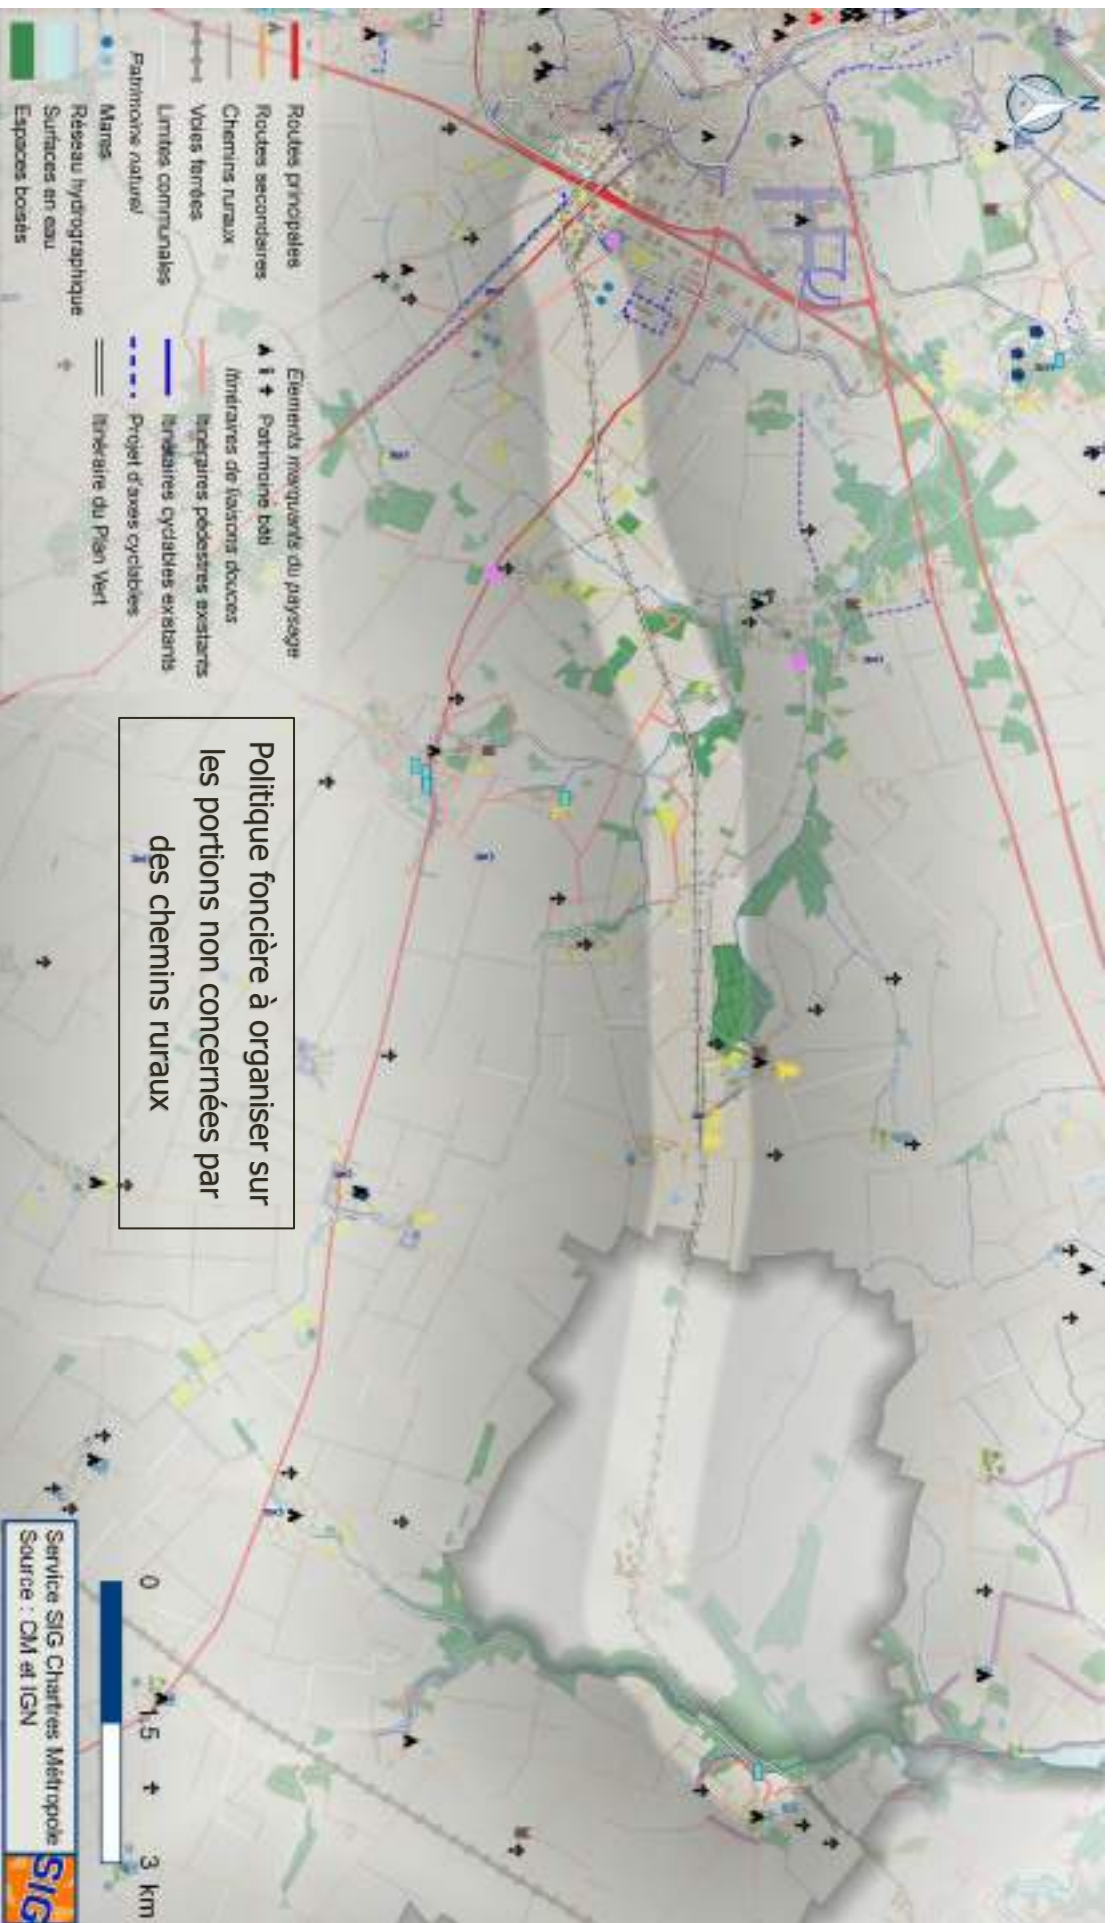 N
Routes principales
Routes secondaires
Chemins ruraux
Voies ferrées
Limites communales
Patrimoine naturel
Mares
Réseau hydrographique
Surfaces en eau
Espaces boisés
Elements marquants du paysage
Patrimoine bâti
Itinéraires de liaisons douces
Itinéraires pédestres existants
Itinéraires cyclables existants
Projet d'axes cyclables
Itinéraire du Plan Vert
Politique foncière à organiser sur
les portions non concernées par
des chemins ruraux
0 1,5 3 km
Service SIG Chartres Métropole
Source : CM et IGN
SIG